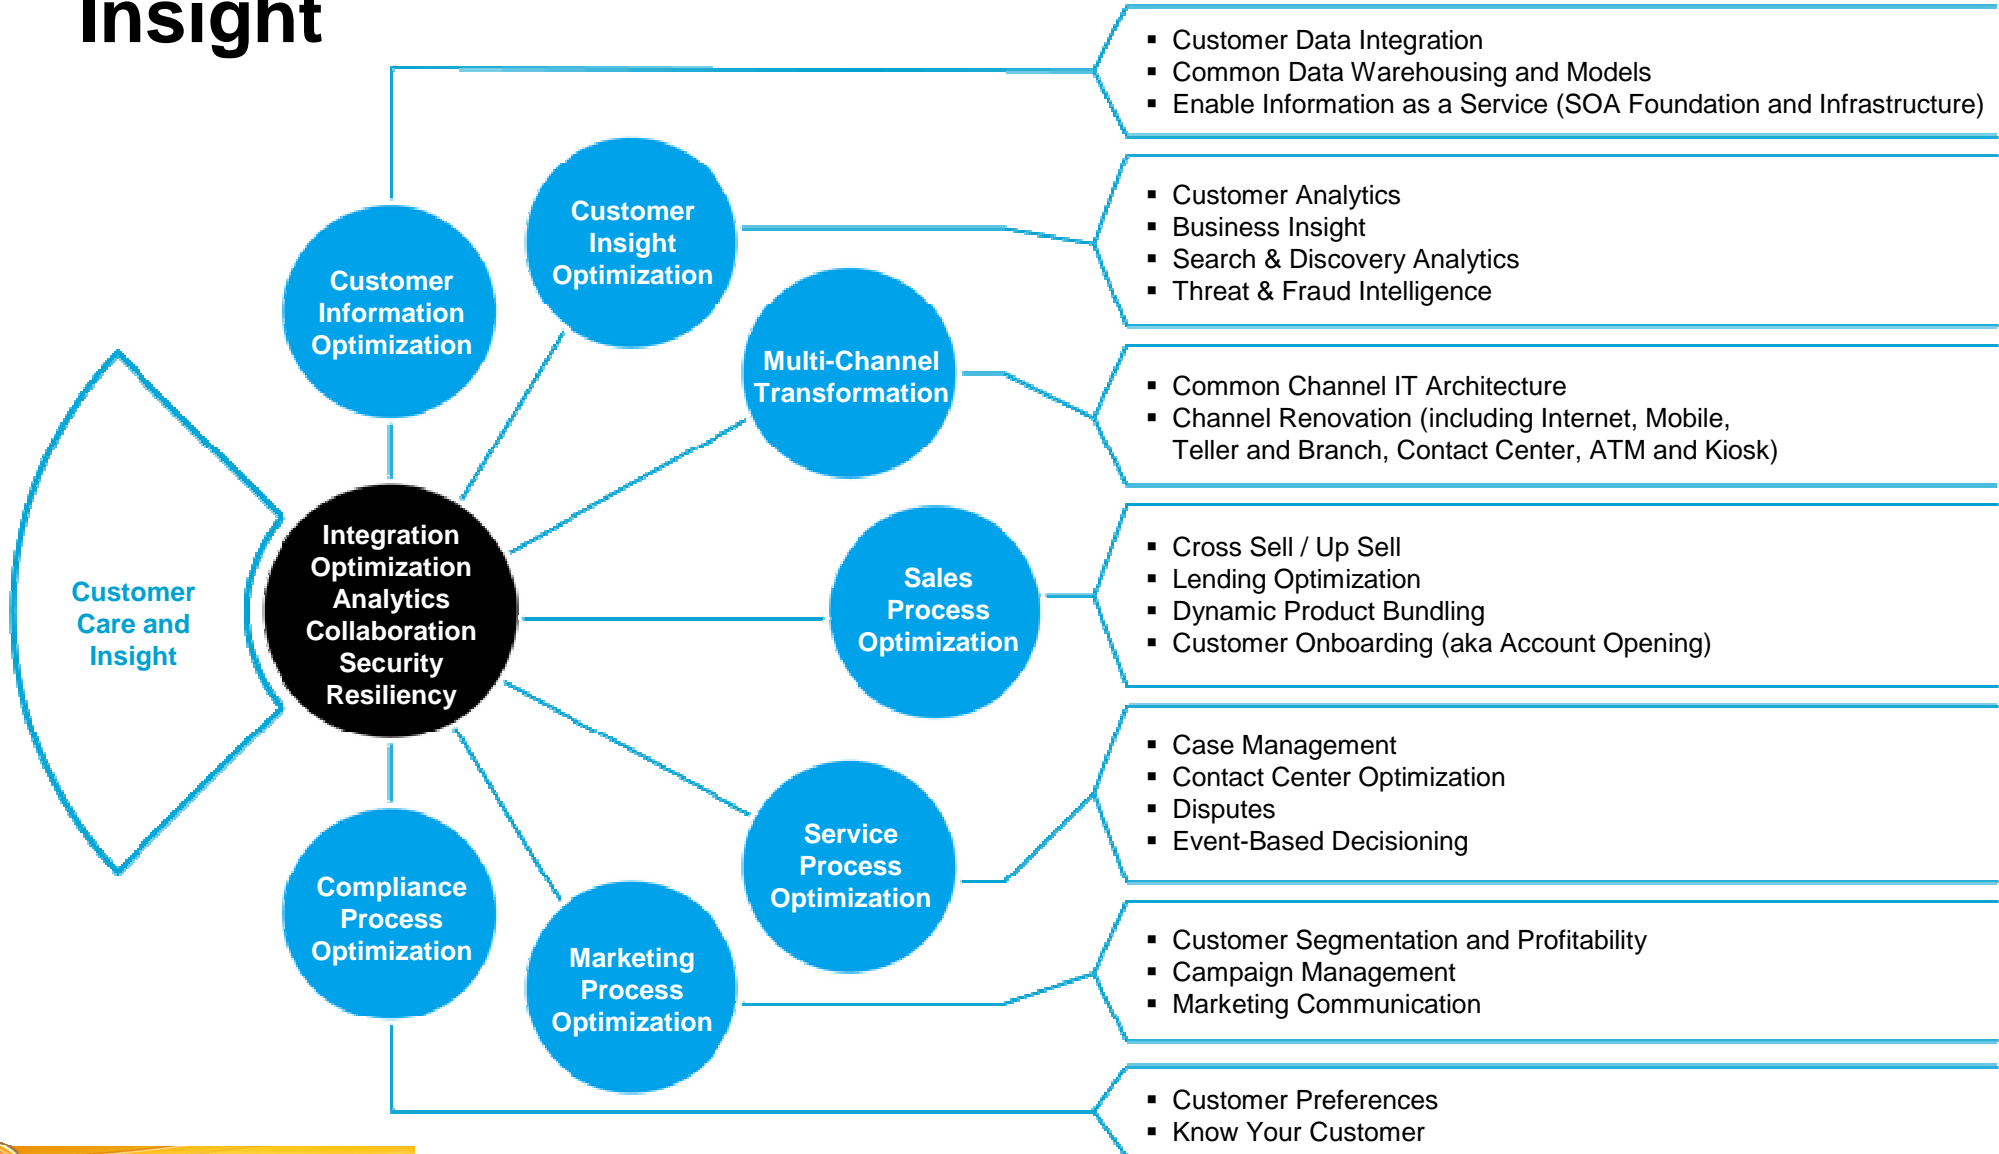 Insight
Customer
Information
Optimization
Customer
Insight
Optimization
Multi-Channel
Transformation
Sales
Process
Optimization
Service
Process
Optimization
Marketing
Process
Optimization
Compliance
Process
Optimization
Customer
Care and
Insight
Integration
Optimization
Analytics
Collaboration
Security
Resiliency
▪ Customer Data Integration
▪ Common Data Warehousing and Models
▪ Enable Information as a Service (SOA Foundation and Infrastructure)
▪ Customer Analytics
▪ Business Insight
▪ Search & Discovery Analytics
▪ Threat & Fraud Intelligence
▪ Common Channel IT Architecture
▪ Channel Renovation (including Internet, Mobile,
Teller and Branch, Contact Center, ATM and Kiosk)
▪ Cross Sell / Up Sell
▪ Lending Optimization
▪ Dynamic Product Bundling
▪ Customer Onboarding (aka Account Opening)
▪ Case Management
▪ Contact Center Optimization
▪ Disputes
▪ Event-Based Decisioning
▪ Customer Segmentation and Profitability
▪ Campaign Management
▪ Marketing Communication
▪ Customer Preferences
▪ Know Your Customer